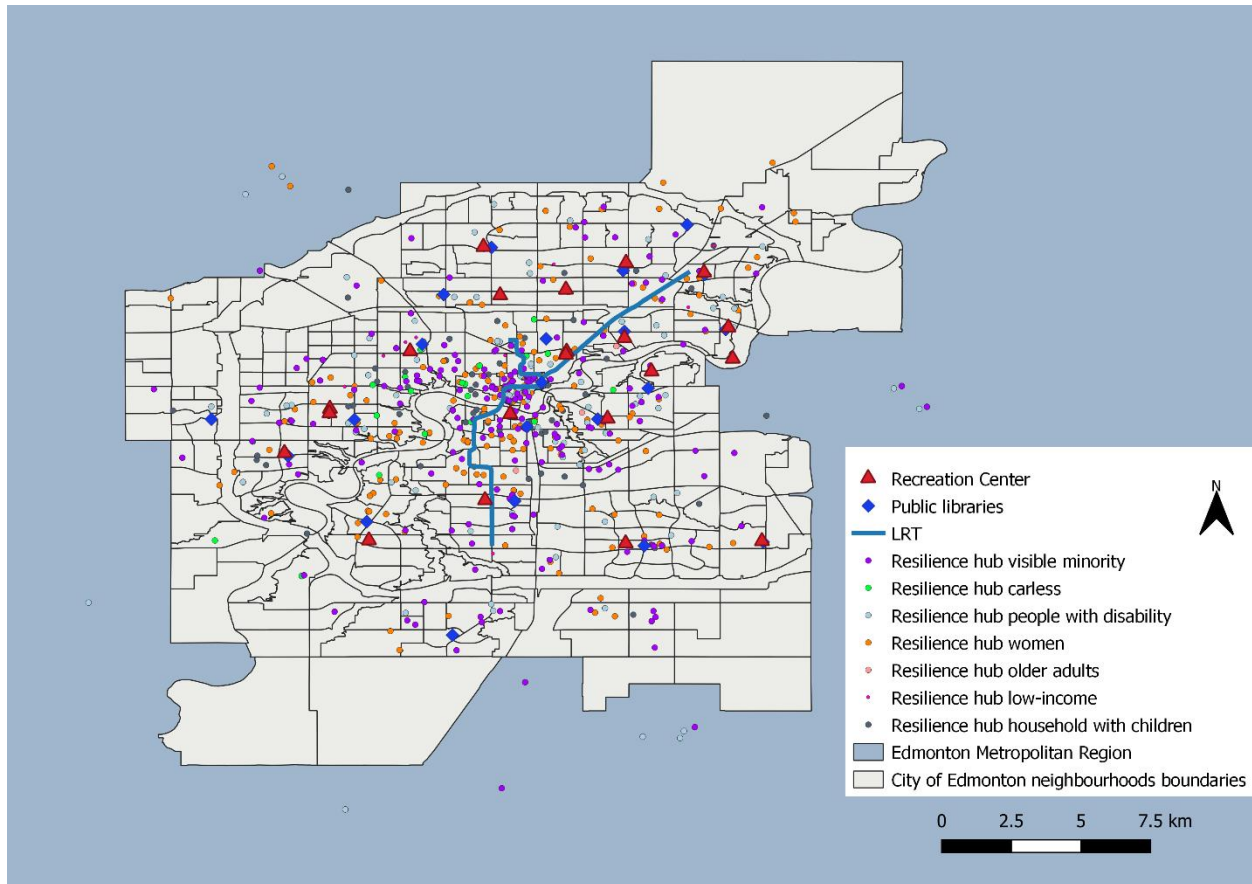 Recreation Center
Public libraries
LRT
Resilience hub visible minority
Resilience hub carless
Resilience hub people with disability
Resilience hub women
Resilience hub older adults
Resilience hub low-income
Resilience hub household with children
Edmonton Metropolitan Region
City of Edmonton neighbourhoods boundaries
N
0 2.5 5 7.5 km